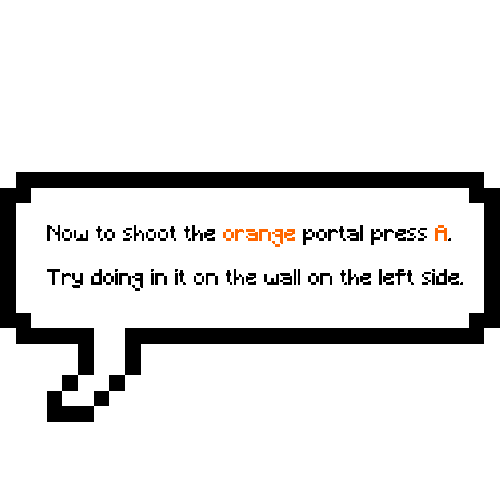 Now to shoot the orange portal press A.
Try doing in it on the wall on the left side.